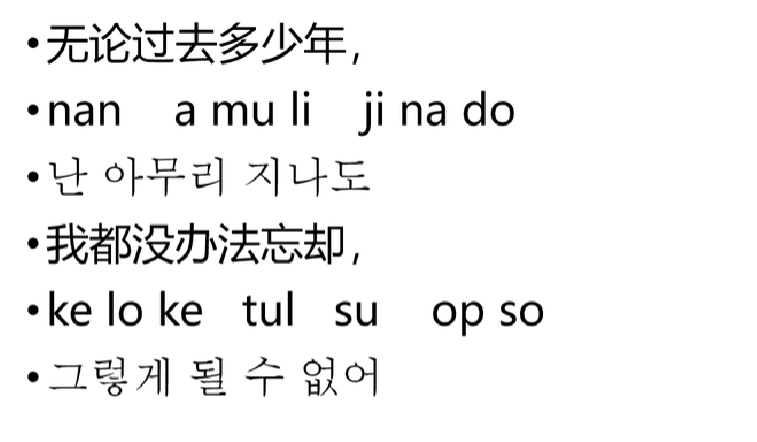 •无论过去多少年，
•nan a mu li ji na do
•난 아무리 지나도
•我都没办法忘却，
•ke lo ke tul su op so
•그렇게 될 수 없어